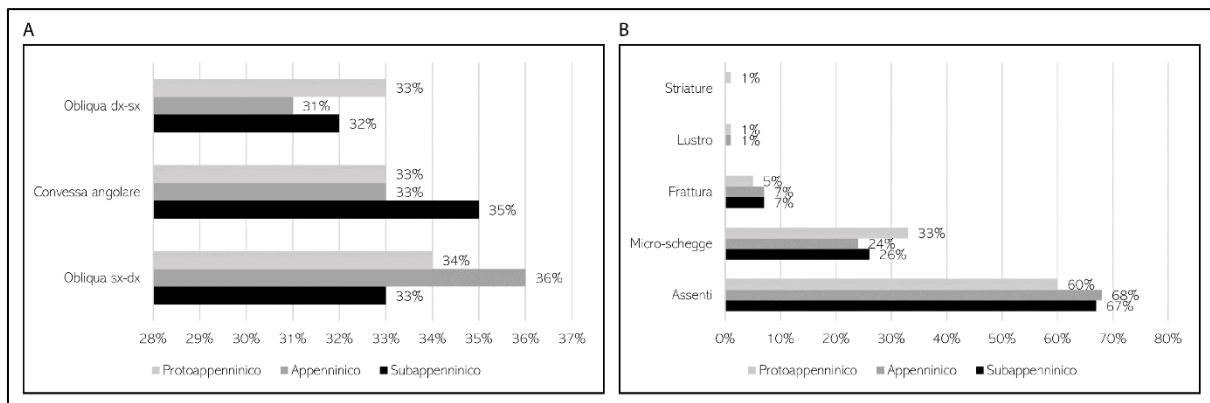 A
Obliqua dx-sx
33%
31%
32%
Convessa angolare
33%
33%
35%
Obliqua sx-dx
34%
36%
33%
28% 29% 30% 31% 32% 33% 34% 35% 36% 37%
Protoappenninico Appenninico Subappenninico
B
Striature
1%
Lustro
1%
1%
Frattura
5%
7%
7%
Micro-schegge
33%
24%
26%
Assenti
60%
68%
67%
0% 10% 20% 30% 40% 50% 60% 70% 80%
Protoappenninico Appenninico Subappenninico